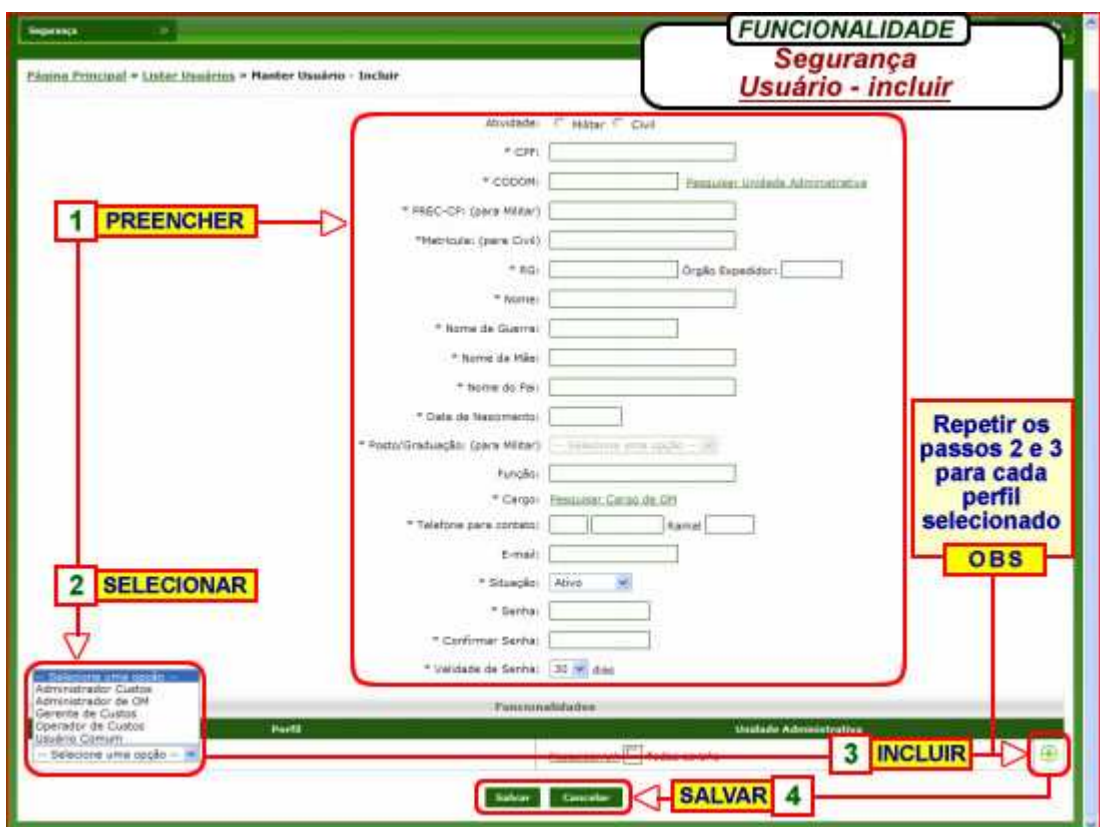 Segurança
FUNCIONALIDADE
Segurança
Usuário - incluir
Página Principal » Listar Usuários » Manter Usuário - Incluir
Atividade: Militar Civil
* CPF:
* CODOM: Pesquisar Unidade Administrativa
* PREC-CP: (para Militar)
1 PREENCHER
*Matrícula: (para Civil)
* RG: Órgão Expedidor:
* Nome:
* Nome de Guerra:
* Nome da Mãe:
* Nome do Pai:
* Data de Nascimento:
* Posto/Graduação: (para Militar) -- Selecione uma opção --
Função:
* Cargo: Pesquisar Cargo de OM
* Telefone para contato: Ramal
E-mail:
* Situação: Ativo
* Senha:
* Confirmar Senha:
* Validade de Senha: 30 dias
Repetir os
passos 2 e 3
para cada
perfil
selecionado
OBS
2 SELECIONAR
-- Selecione uma opção --
Administrador Custos
Administrador de OM
Gerente de Custos
Operador de Custos
Usuário Comum
-- Selecione uma opção --
Funcionalidades
Perfil Unidade Administrativa
3 INCLUIR
Salvar Cancelar
SALVAR 4